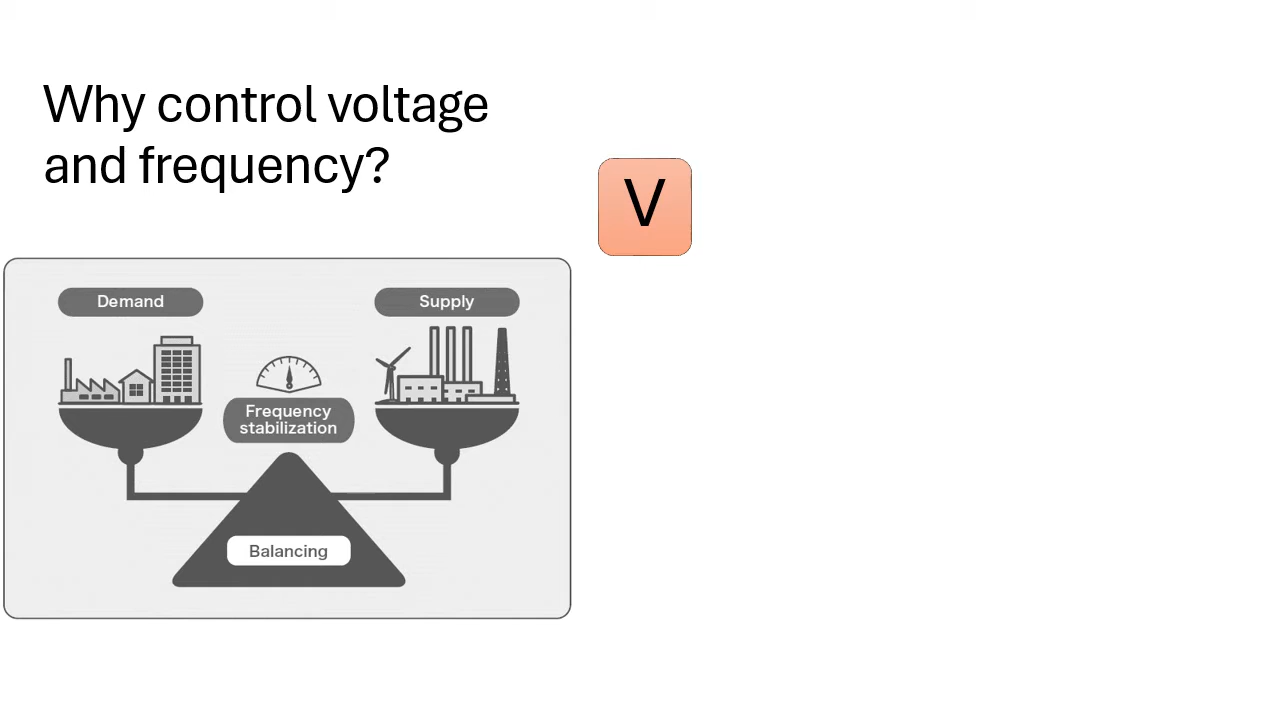 Why control voltage
and frequency?
V
Demand
Supply
Frequency
stabilization
Balancing